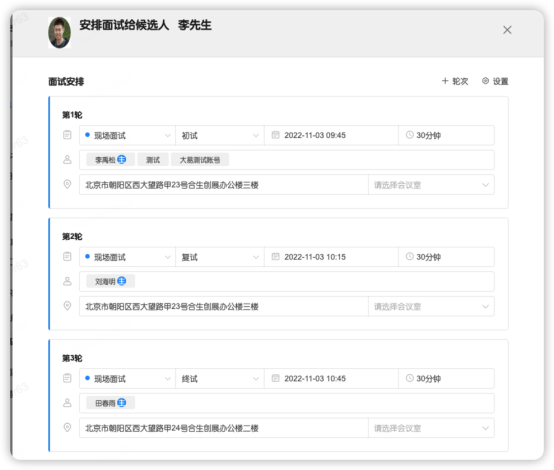 安排面试给候选人 李先生
面试安排
+ 轮次 设置
第1轮
现场面试 初试 2022-11-03 09:45 30分钟
李禹松 主 测试 大易测试账号
北京市朝阳区西大望路甲23号合生创展办公楼三楼 请选择会议室
第2轮
现场面试 复试 2022-11-03 10:15 30分钟
刘海明 主
北京市朝阳区西大望路甲23号合生创展办公楼三楼 请选择会议室
第3轮
现场面试 终试 2022-11-03 10:45 30分钟
田春雨 主
北京市朝阳区西大望路甲24号合生创展办公楼二楼 请选择会议室